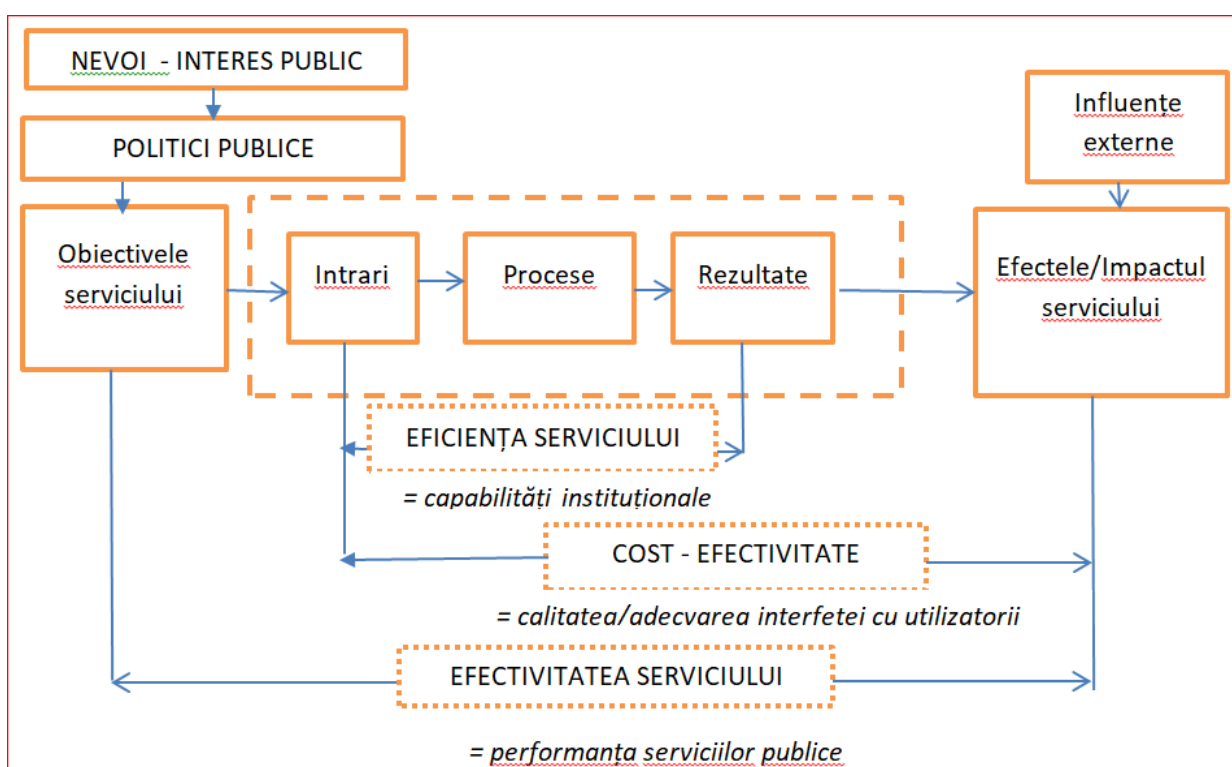 NEVOI - INTERES PUBLIC
POLITICI PUBLICE
Influențe
externe
Obiectivele
serviciului
Intrari
Procese
Rezultate
Efectele/Impactul
serviciului
EFICIENȚA SERVICIULUI
= capabilități instituționale
COST - EFECTIVITATE
= calitatea/adecvarea interfetei cu utilizatorii
EFECTIVITATEA SERVICIULUI
= performanța serviciilor publice